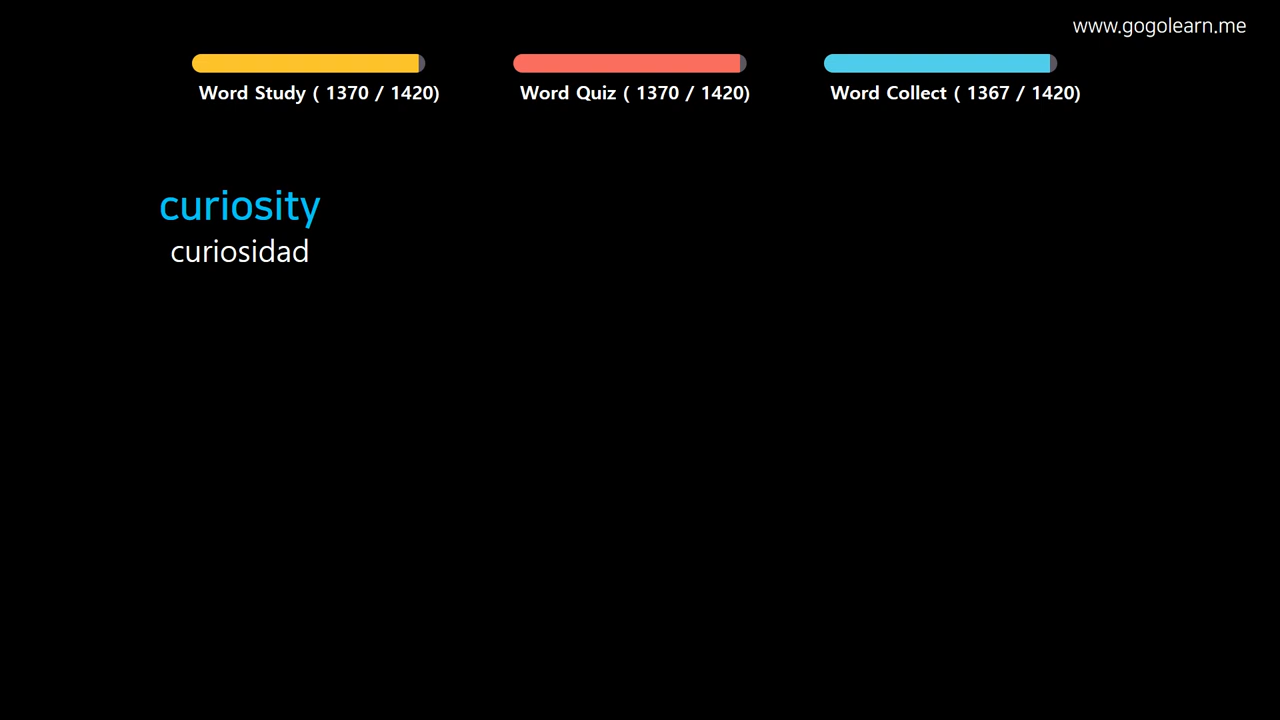 www.gogolearn.me
Word Study ( 1370 / 1420)
Word Quiz ( 1370 / 1420)
Word Collect ( 1367 / 1420)
curiosity
curiosidad